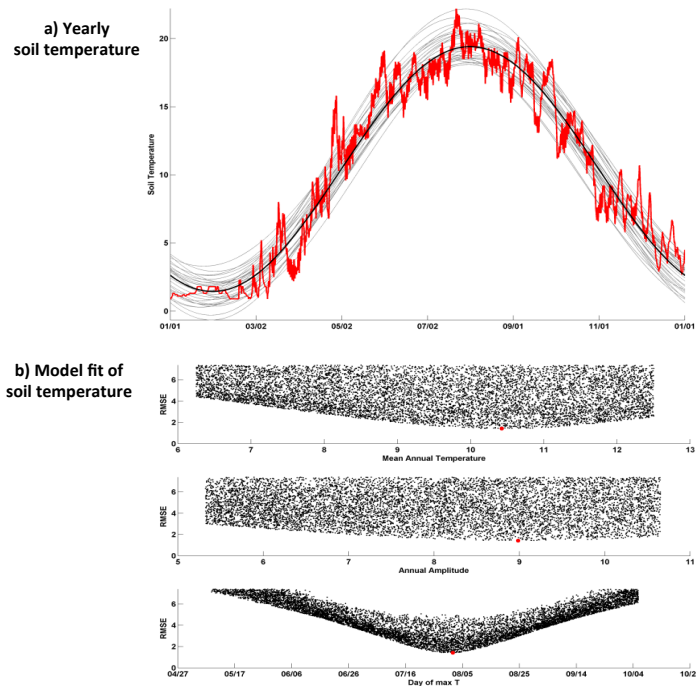 a) Yearly
soil temperature
Soil Temperature
20
15
10
5
0
01/01 03/02 05/02 07/02 09/01 11/01 01/01
b) Model fit of
soil temperature
RMSE
6
4
2
0
6 7 8 9 10 11 12 13
Mean Annual Temperature
RMSE
6
4
2
0
5 6 7 8 9 10 11
Annual Amplitude
RMSE
6
4
2
0
04/27 05/17 06/06 06/26 07/16 08/05 08/25 09/14 10/04 10/2
Day of max T